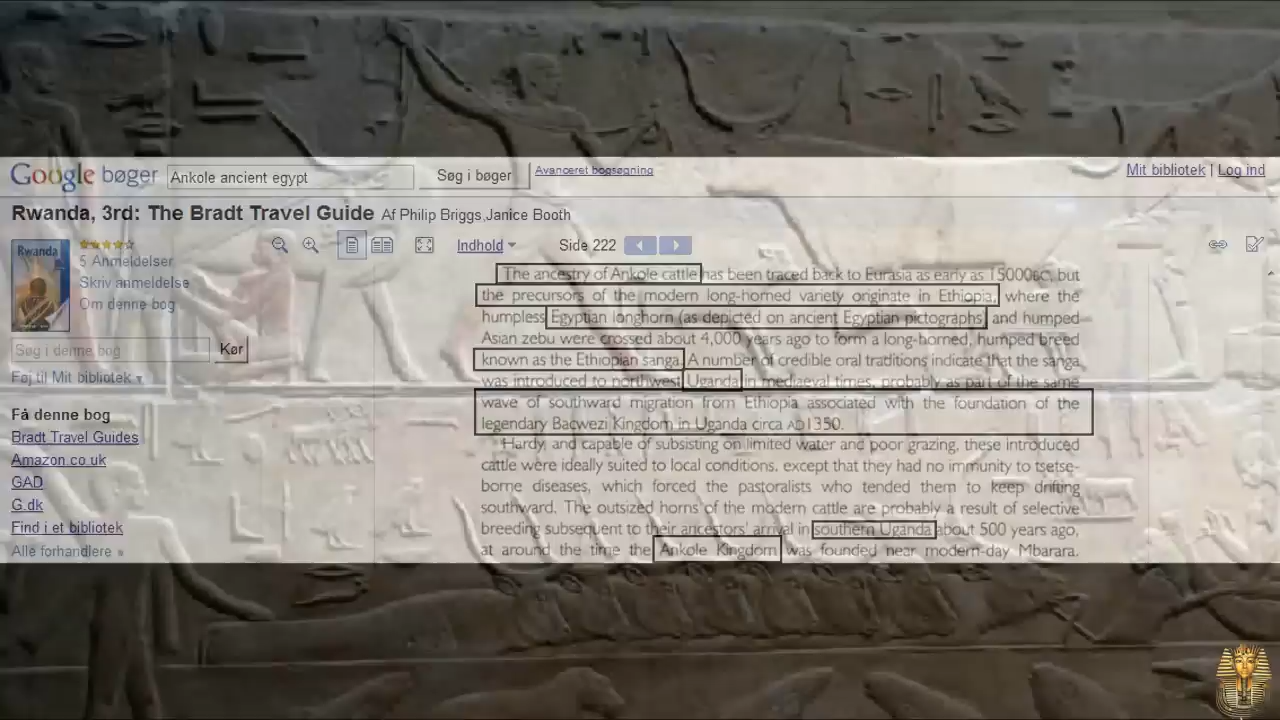 Google bøger Ankole ancient egypt Søg i bøger Avanceret bogsøgning Mit bibliotek | Log ind
Rwanda, 3rd: The Bradt Travel Guide Af Philip Briggs,Janice Booth
Indhold Side 222
Rwanda
5 Anmeldelser
Skriv anmeldelse
Om denne bog
Søg i denne bog Kør
Føj til Mit bibliotek
Få denne bog
Bradt Travel Guides
Amazon.co.uk
GAD
G.dk
Find i et bibliotek
Alle forhandlere »
The ancestry of Ankole cattle has been traced back to Eurasia as early as 15000BC, but
the precursors of the modern long-horned variety originate in Ethiopia, where the
humpless Egyptian longhorn (as depicted on ancient Egyptian pictographs) and humped
Asian zebu were crossed about 4,000 years ago to form a long-horned, humped breed
known as the Ethiopian sanga. A number of credible oral traditions indicate that the sanga
was introduced to northwest Uganda in mediaeval times, probably as part of the same
wave of southward migration from Ethiopia associated with the foundation of the
legendary Bacwezi Kingdom in Uganda circa AD1350.
Hardy and capable of subsisting on limited water and poor grazing, these introduced
cattle were ideally suited to local conditions, except that they had no immunity to tsetse-
borne diseases, which forced the pastoralists who tended them to keep drifting
southward. The outsized horns of the modern cattle are probably a result of selective
breeding subsequent to their ancestors' arrival in southern Uganda about 500 years ago,
at around the time the Ankole Kingdom was founded near modern-day Mbarara.